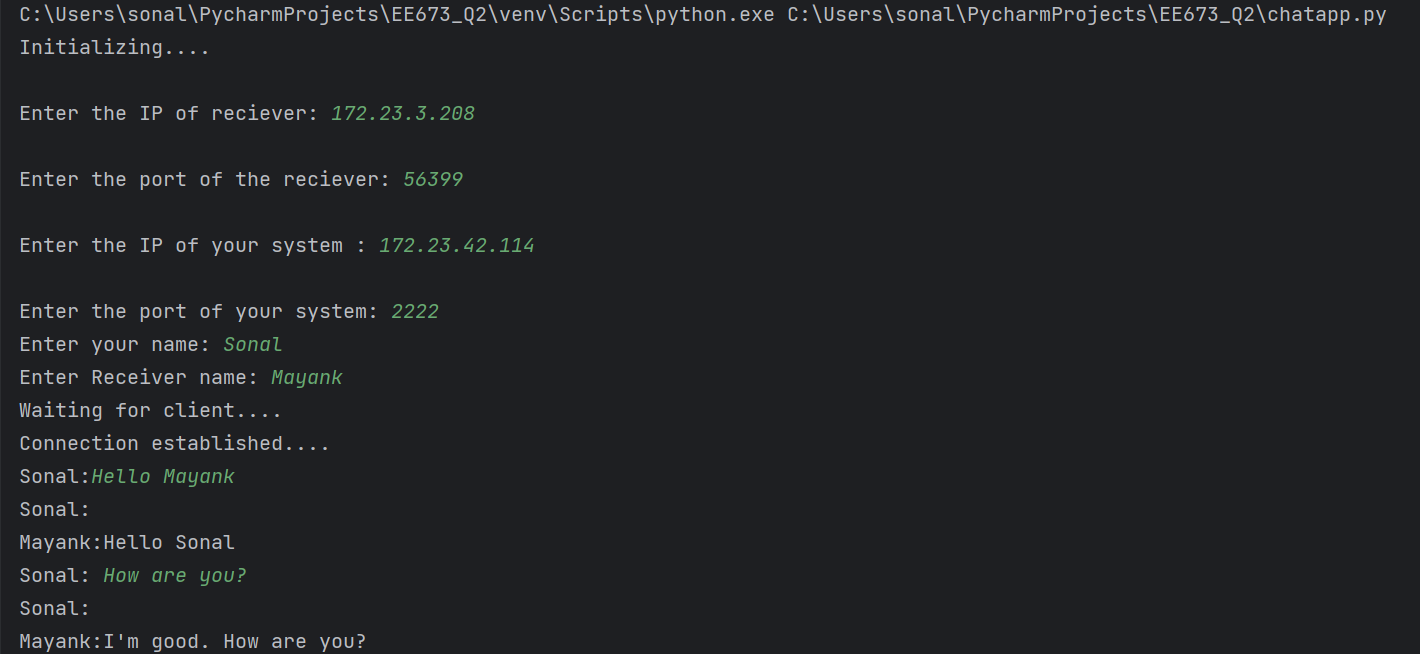 C:\Users\sonal\PycharmProjects\EE673_Q2\venv\Scripts\python.exe C:\Users\sonal\PycharmProjects\EE673_Q2\chatapp.py
Initializing....
Enter the IP of reciever: 172.23.3.208
Enter the port of the reciever: 56399
Enter the IP of your system : 172.23.42.114
Enter the port of your system: 2222
Enter your name: Sonal
Enter Receiver name: Mayank
Waiting for client....
Connection established....
Sonal:Hello Mayank
Sonal:
Mayank:Hello Sonal
Sonal: How are you?
Sonal:
Mayank:I'm good. How are you?